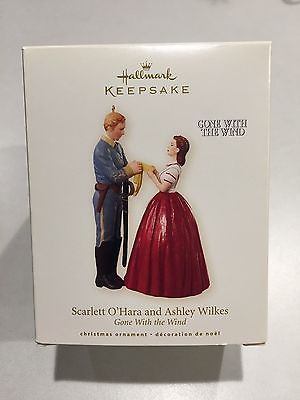 Hallmark
KEEPSAKE
GONE WITH
THE WIND
Scarlett O'Hara and Ashley Wilkes
Gone With the Wind
christmas ornament • décoration de noël